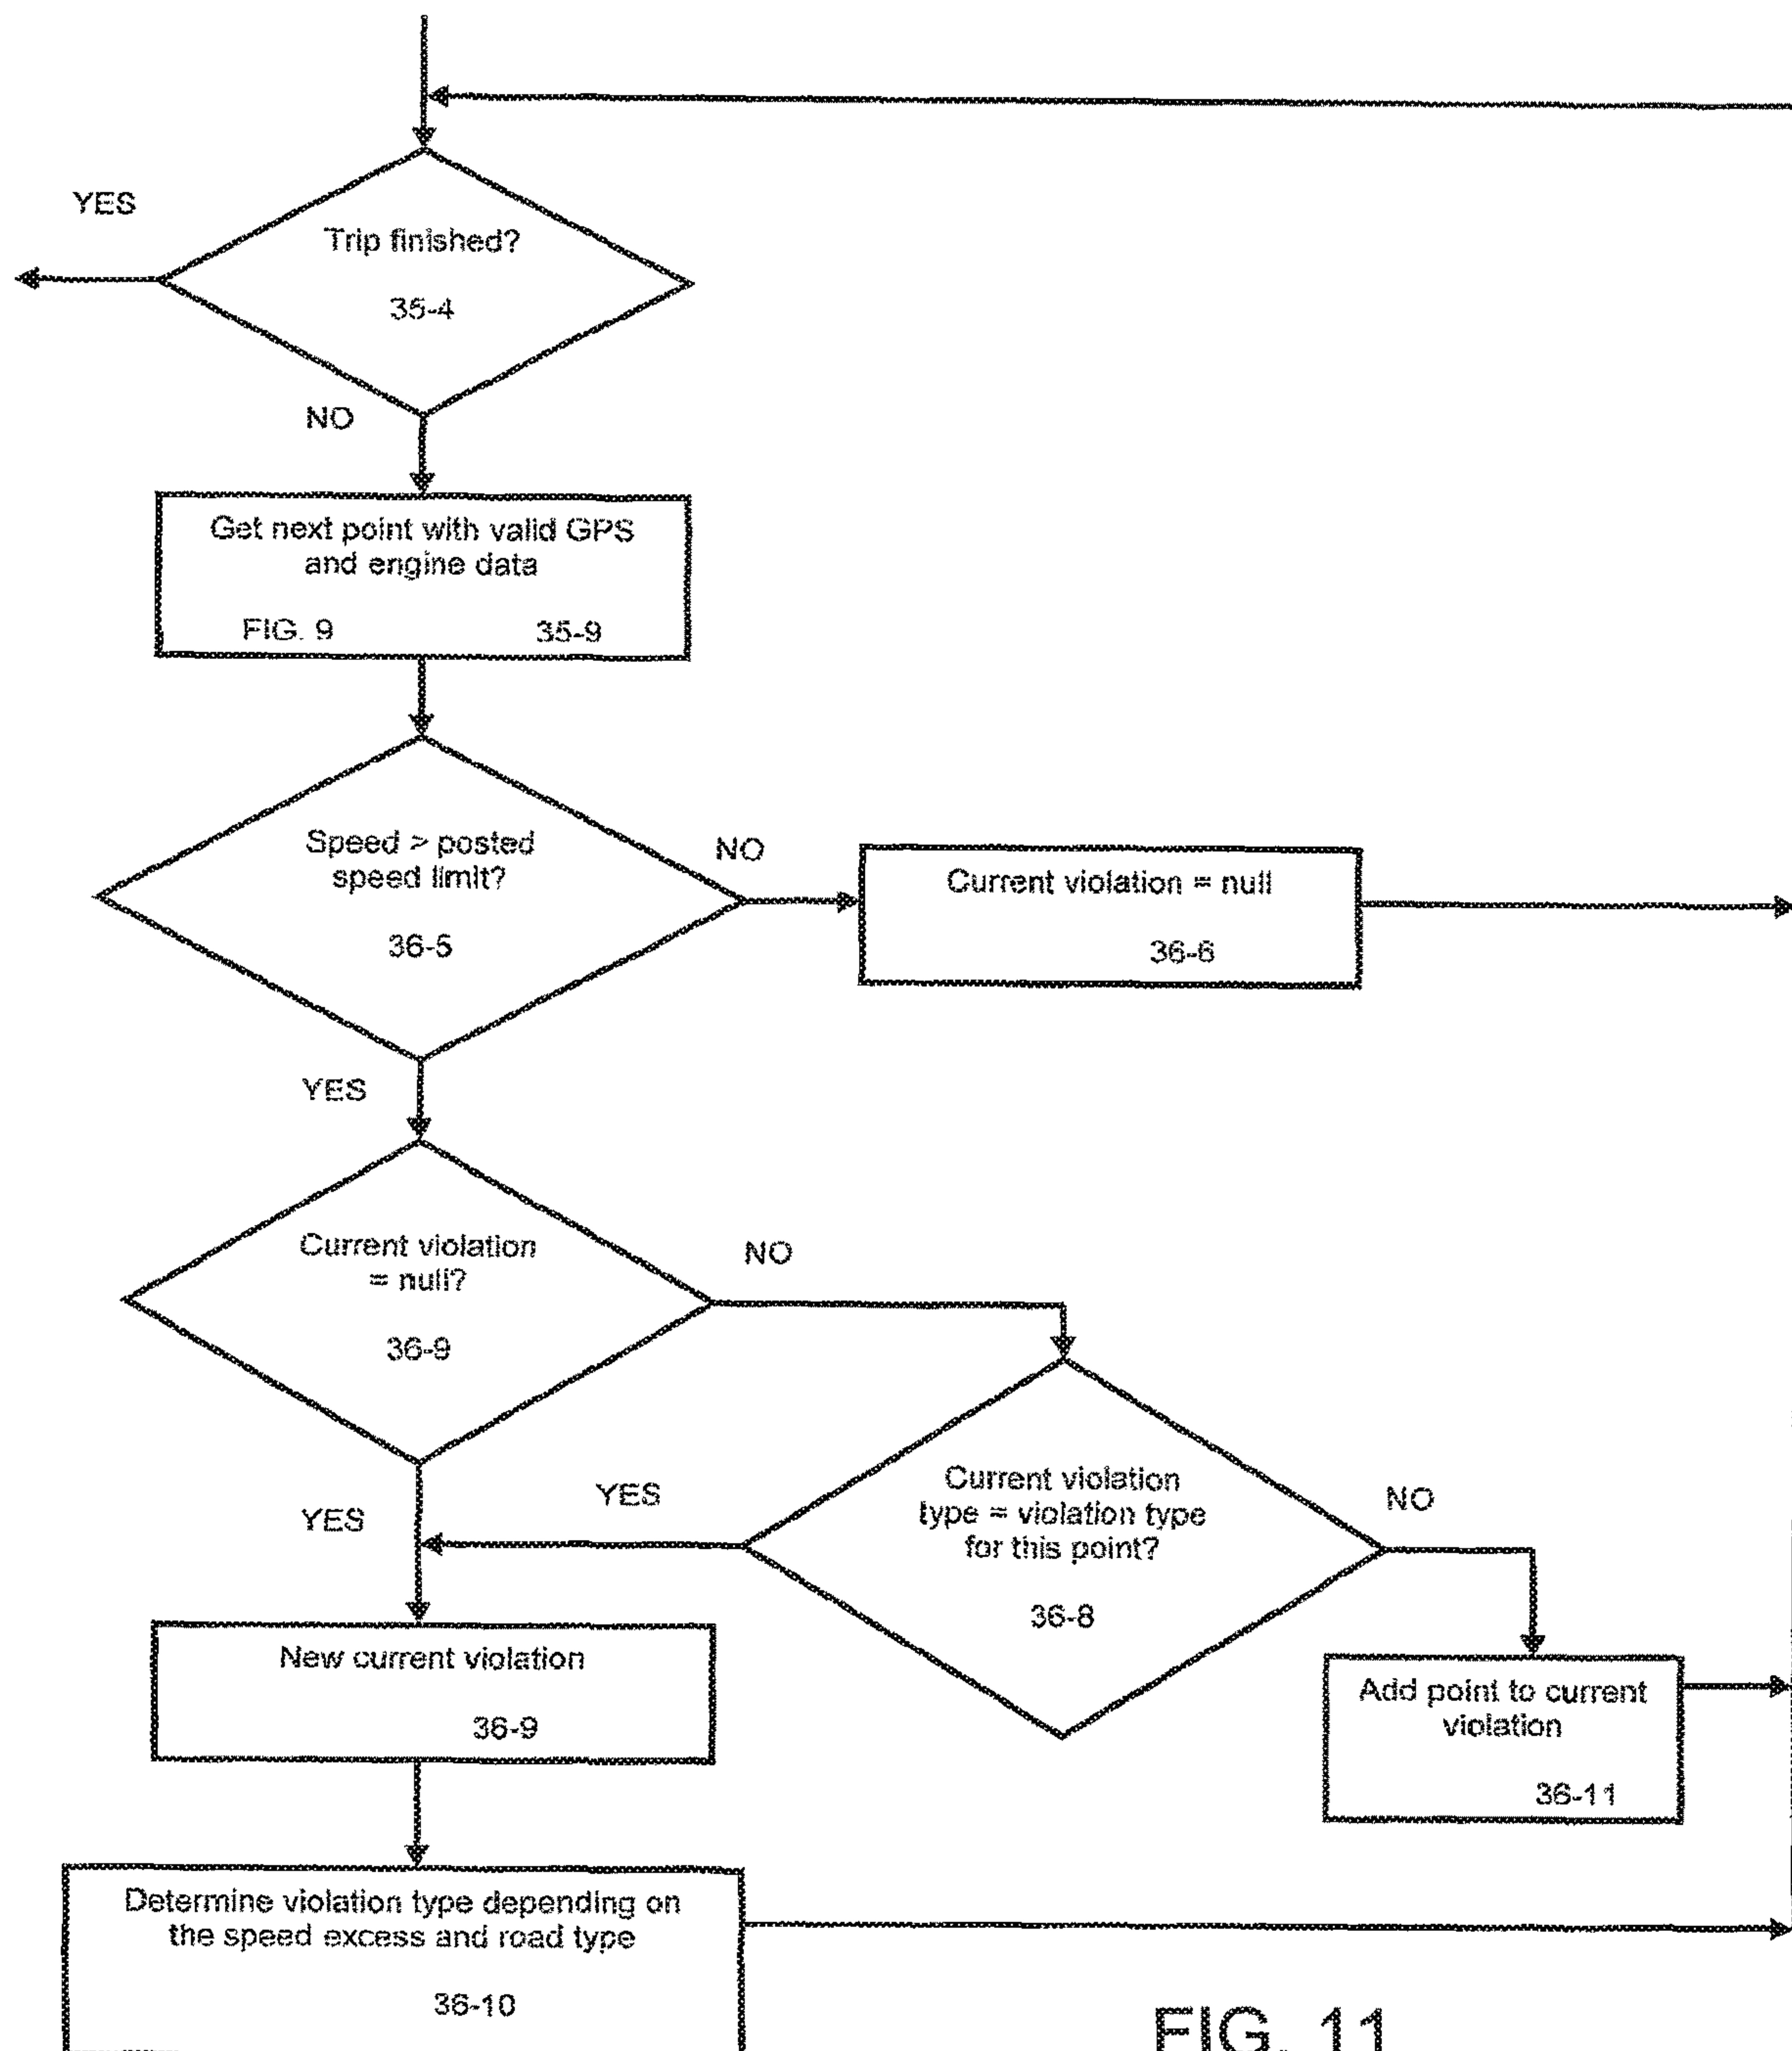 YES
Trip finished?
35-4
NO
Get next point with valid GPS
and engine data
FIG. 9 35-9
Speed > posted
speed limit?
36-5
NO
Current violation = null
36-6
YES
Current violation
= null?
36-9
NO
YES
YES
Current violation
type = violation type
for this point?
36-8
NO
New current violation
36-9
Add point to current
violation
36-11
Determine violation type depending on
the speed excess and road type
36-10
FIG. 11